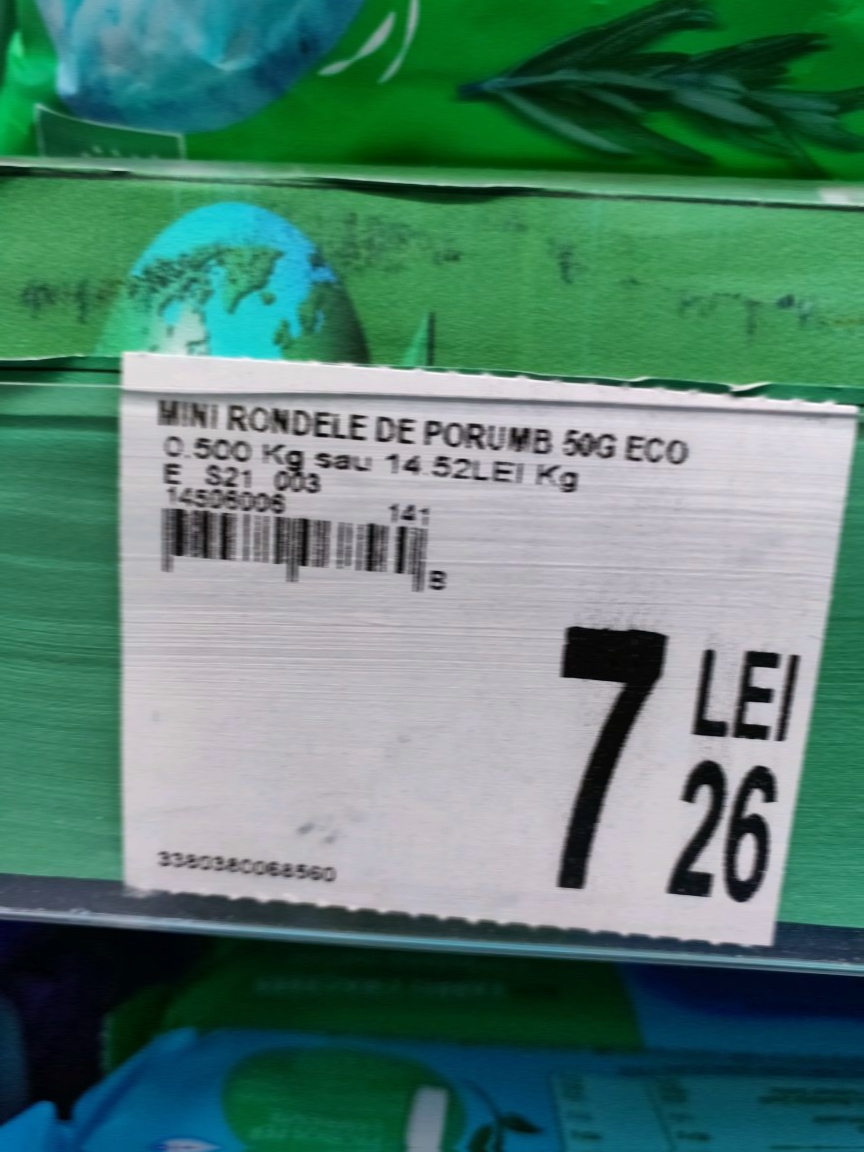 MINI RONDELE DE PORUMB 50G ECO
0.500 Kg sau 14.52LEI Kg
E S21 003
14506006 141
B
7 LEI
26
3380380068560